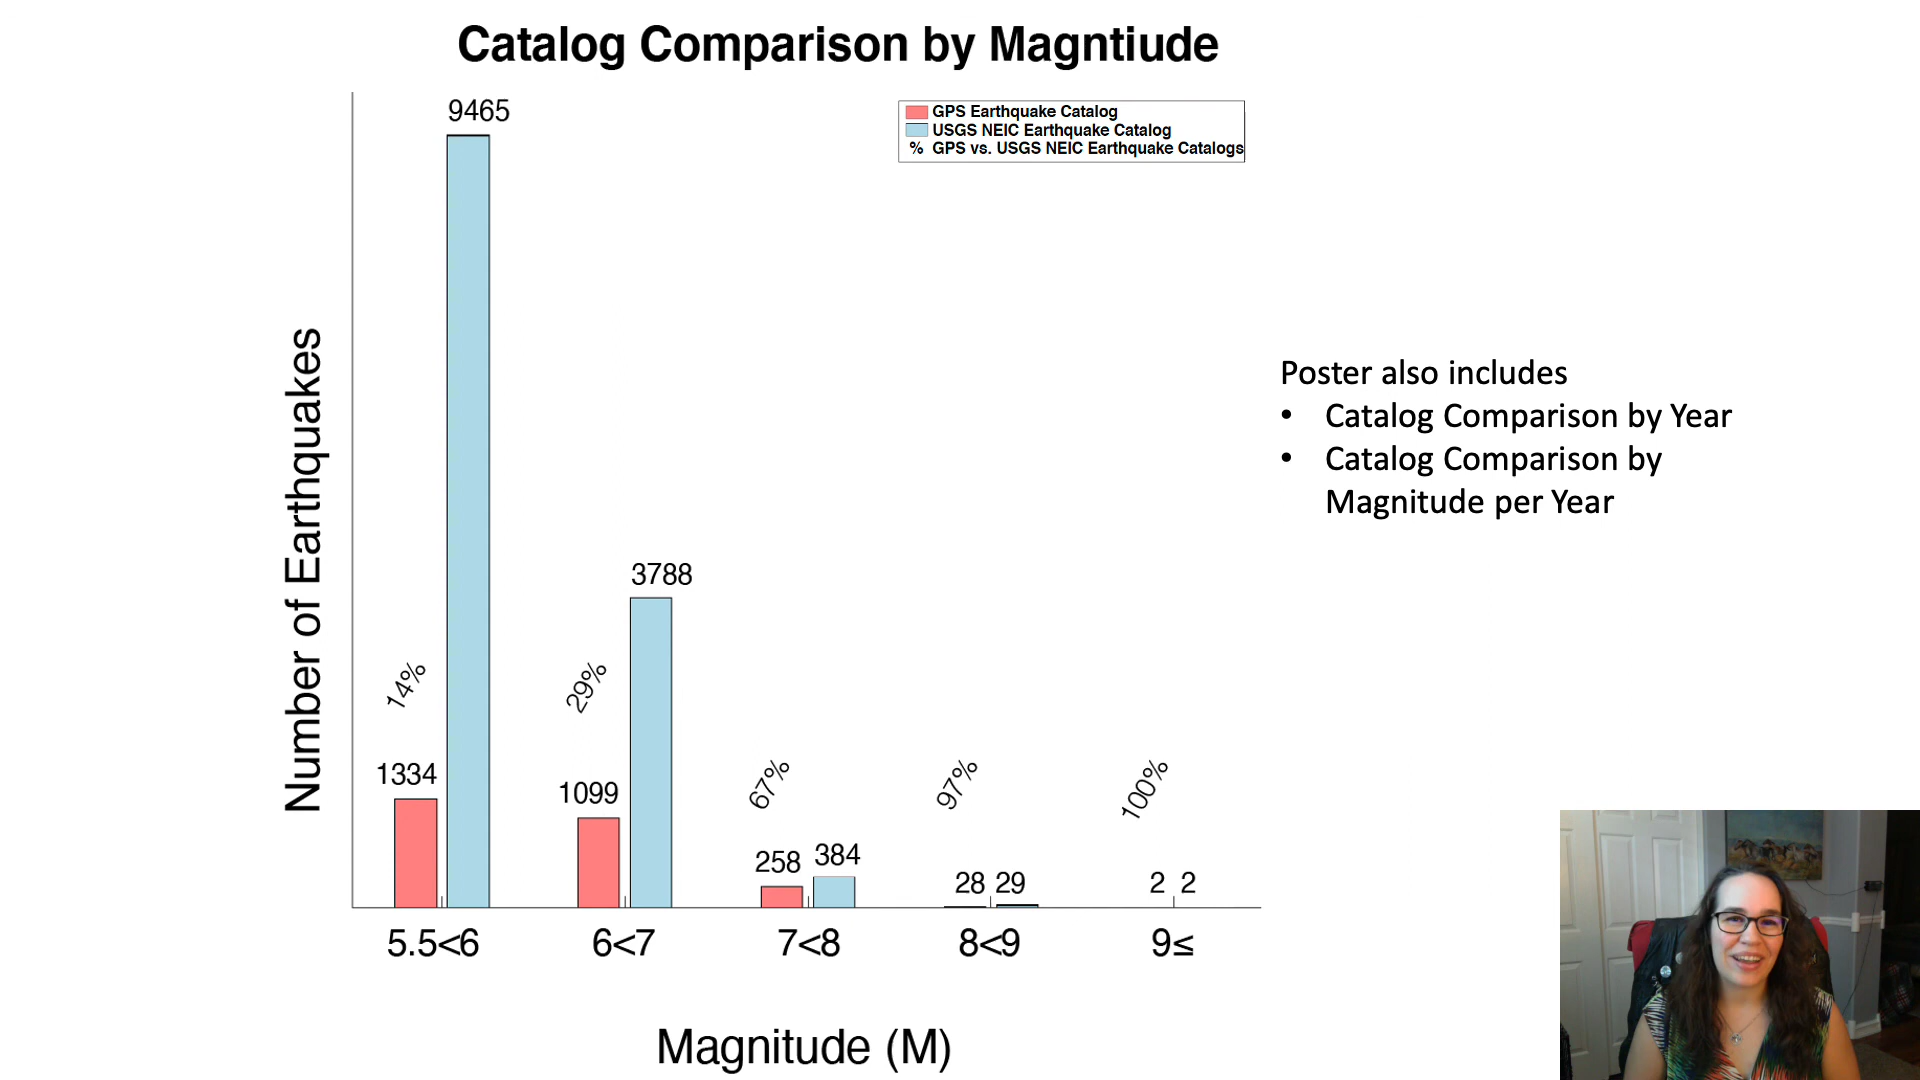 Catalog Comparison by Magntiude
GPS Earthquake Catalog
USGS NEIC Earthquake Catalog
% GPS vs. USGS NEIC Earthquake Catalogs
Number of Earthquakes
9465
3788
14%
29%
1334
1099
67%
97%
100%
258 384
28 29
2 2
5.5<6 6<7 7<8 8<9 9≤
Magnitude (M)
Poster also includes
• Catalog Comparison by Year
• Catalog Comparison by
Magnitude per Year